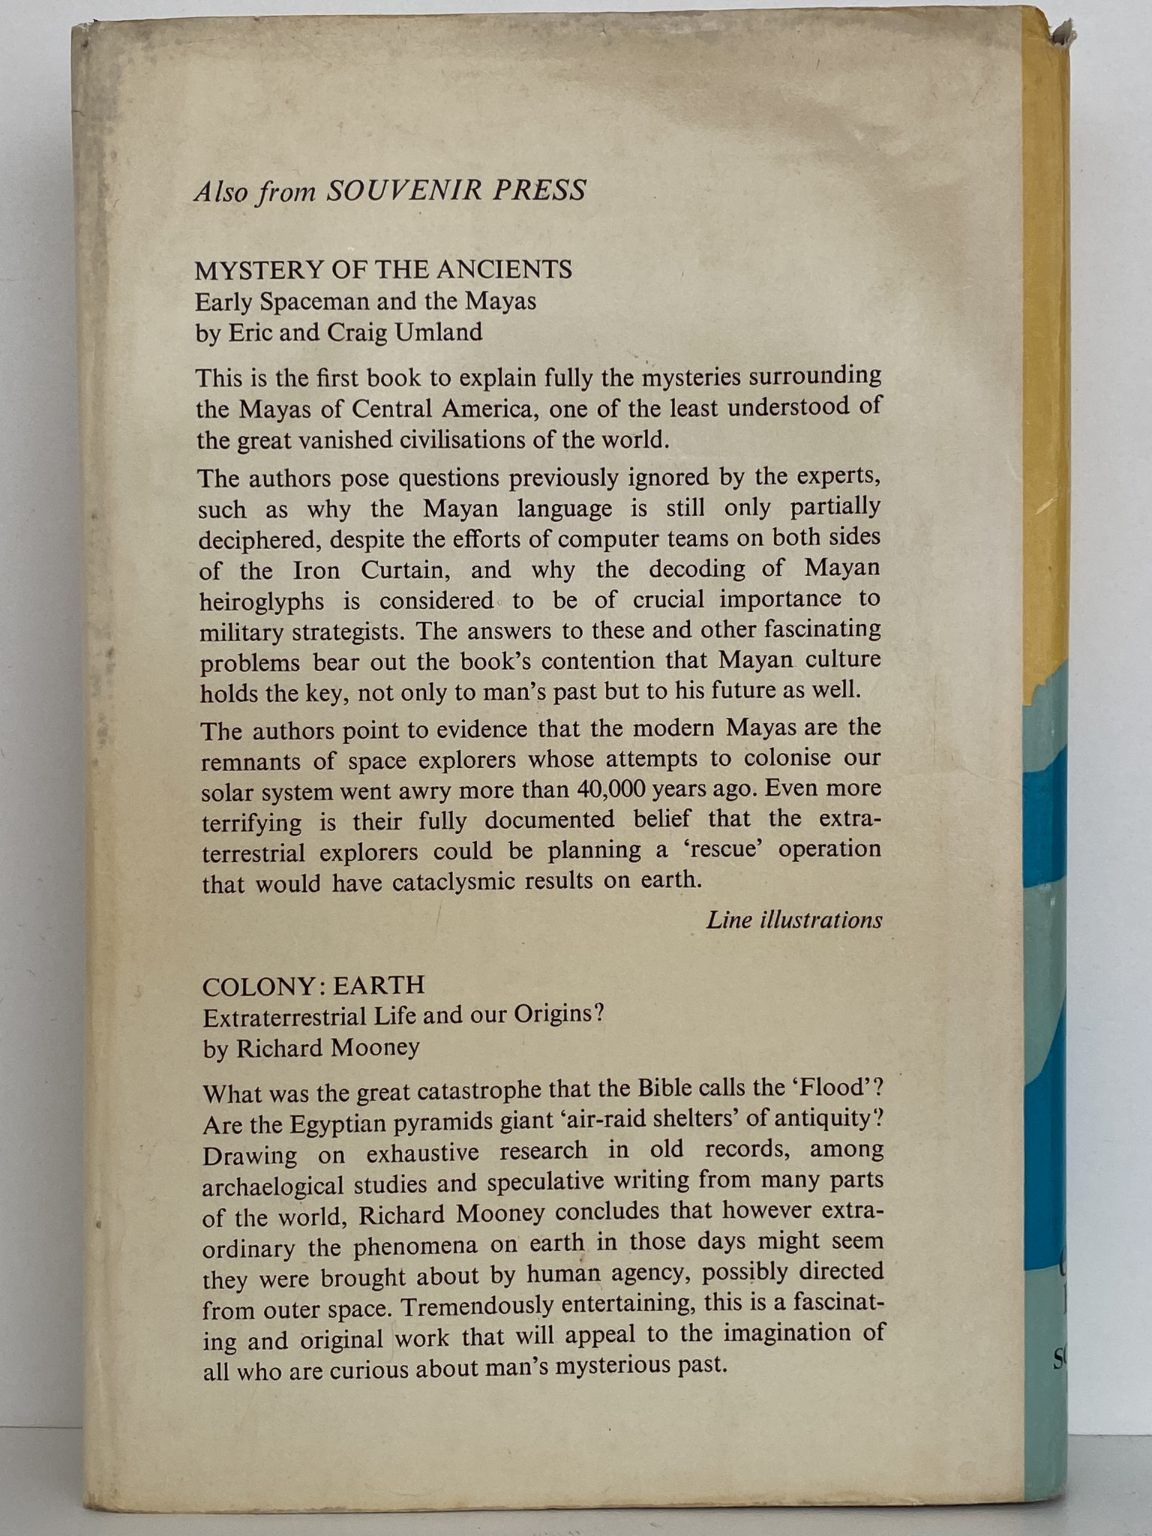 Also from SOUVENIR PRESS
MYSTERY OF THE ANCIENTS
Early Spaceman and the Mayas
by Eric and Craig Umland
This is the first book to explain fully the mysteries surrounding
the Mayas of Central America, one of the least understood of
the great vanished civilisations of the world.
The authors pose questions previously ignored by the experts,
such as why the Mayan language is still only partially
deciphered, despite the efforts of computer teams on both sides
of the Iron Curtain, and why the decoding of Mayan
heiroglyphs is considered to be of crucial importance to
military strategists. The answers to these and other fascinating
problems bear out the book's contention that Mayan culture
holds the key, not only to man's past but to his future as well.
The authors point to evidence that the modern Mayas are the
remnants of space explorers whose attempts to colonise our
solar system went awry more than 40,000 years ago. Even more
terrifying is their fully documented belief that the extra-
terrestrial explorers could be planning a ‘rescue’ operation
that would have cataclysmic results on earth.
Line illustrations
COLONY: EARTH
Extraterrestrial Life and our Origins?
by Richard Mooney
What was the great catastrophe that the Bible calls the ‘Flood’?
Are the Egyptian pyramids giant ‘air-raid shelters’ of antiquity?
Drawing on exhaustive research in old records, among
archaelogical studies and speculative writing from many parts
of the world, Richard Mooney concludes that however extra-
ordinary the phenomena on earth in those days might seem
they were brought about by human agency, possibly directed
from outer space. Tremendously entertaining, this is a fascinat-
ing and original work that will appeal to the imagination of
all who are curious about man's mysterious past.